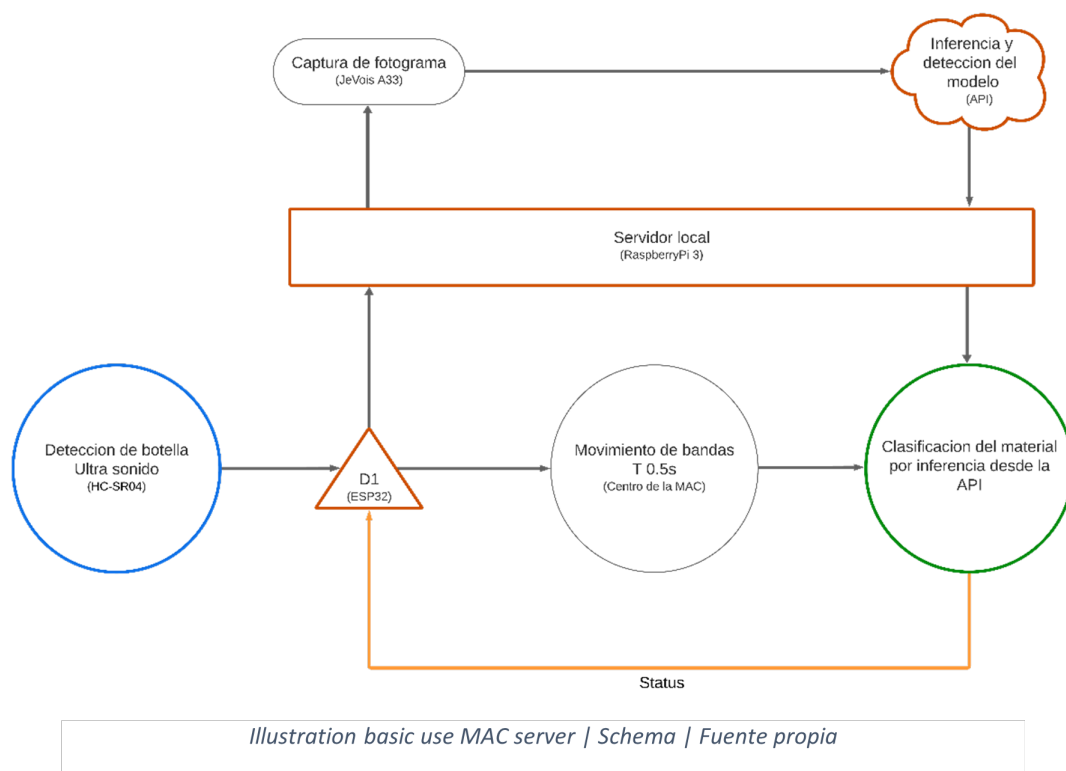 Captura de fotograma
(JeVois A33)
Inferencia y
deteccion del
modelo
(API)
Servidor local
(RaspberryPi 3)
Deteccion de botella
Ultra sonido
(HC-SR04)
D1
(ESP32)
Movimiento de bandas
T 0.5s
(Centro de la MAC)
Clasificacion del material
por inferencia desde la
API
Status
Illustration basic use MAC server | Schema | Fuente propia